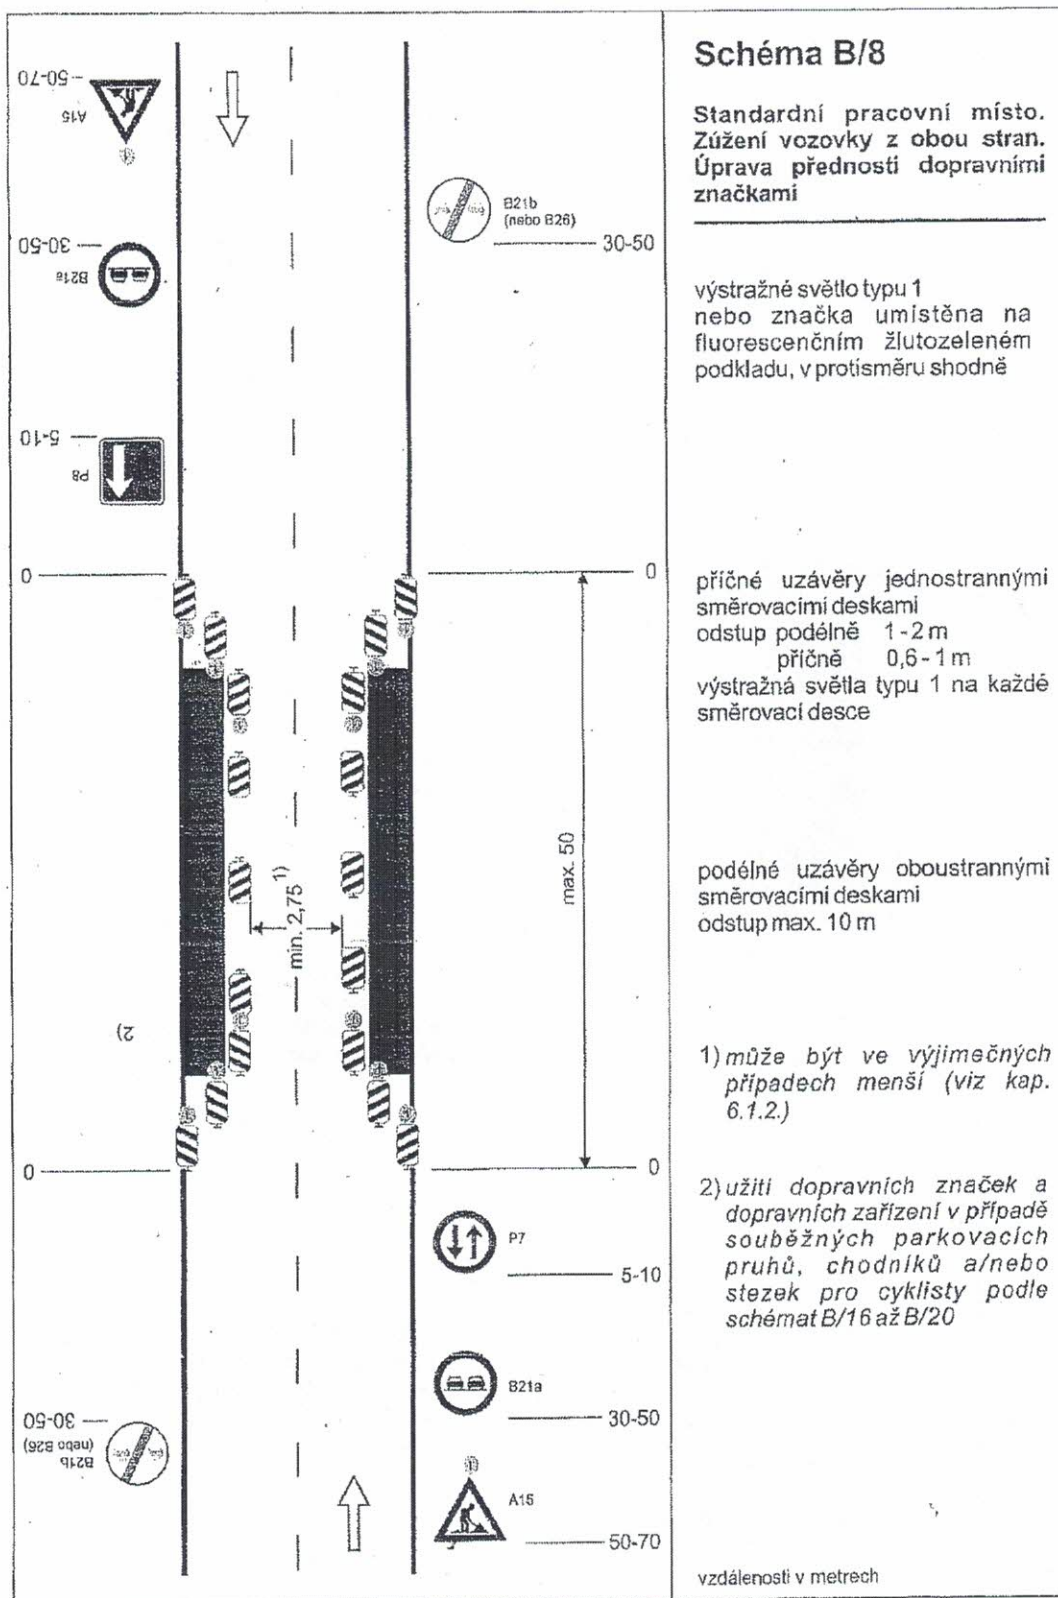 Schéma B/8
Standardní pracovní místo.
Zúžení vozovky z obou stran.
Úprava přednosti dopravními
značkami
výstražné světlo typu 1
nebo značka umístěna na
fluorescenčním žlutozeleném
podkladu, v protisměru shodně
příčné uzávěry jednostrannými
směrovacími deskami
odstup podélně 1-2 m
příčně 0,6-1 m
výstražná světla typu 1 na každé
směrovací desce
podélné uzávěry oboustrannými
směrovacími deskami
odstup max. 10 m
1) může být ve výjimečných
případech menší (viz kap.
6.1.2.)
2) užití dopravních značek a
dopravních zařízení v případě
souběžných parkovacích
pruhů, chodníků a/nebo
stezek pro cyklisty podle
schémat B/16 až B/20
vzdálenosti v metrech
50-70
A15
30-50
B21a
5-10
P8
0
2)
0
30-50
B21b
(nebo B26)
min. 2,75 1)
B21b
(nebo B26)
30-50
0
max. 50
0
P7
5-10
B21a
30-50
A15
50-70